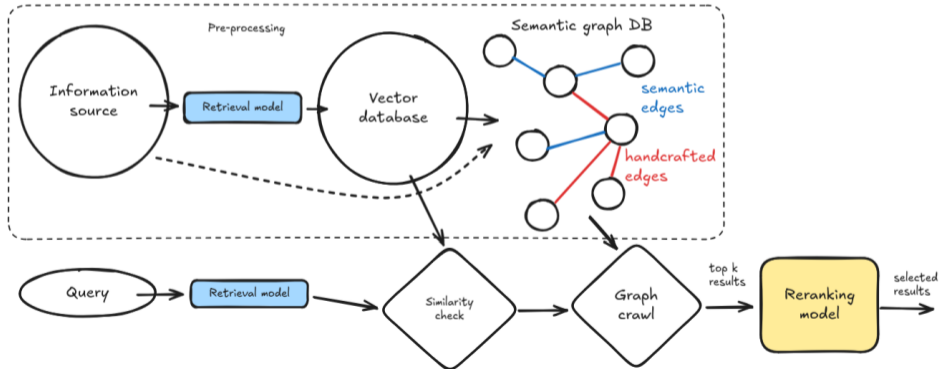 Pre-processing
Semantic graph DB
Information
source
Retrieval model
Vector
database
semantic
edges
handcrafted
edges
Query
Retrieval model
Similarity
check
Graph
crawl
top k
results
Reranking
model
selected
results